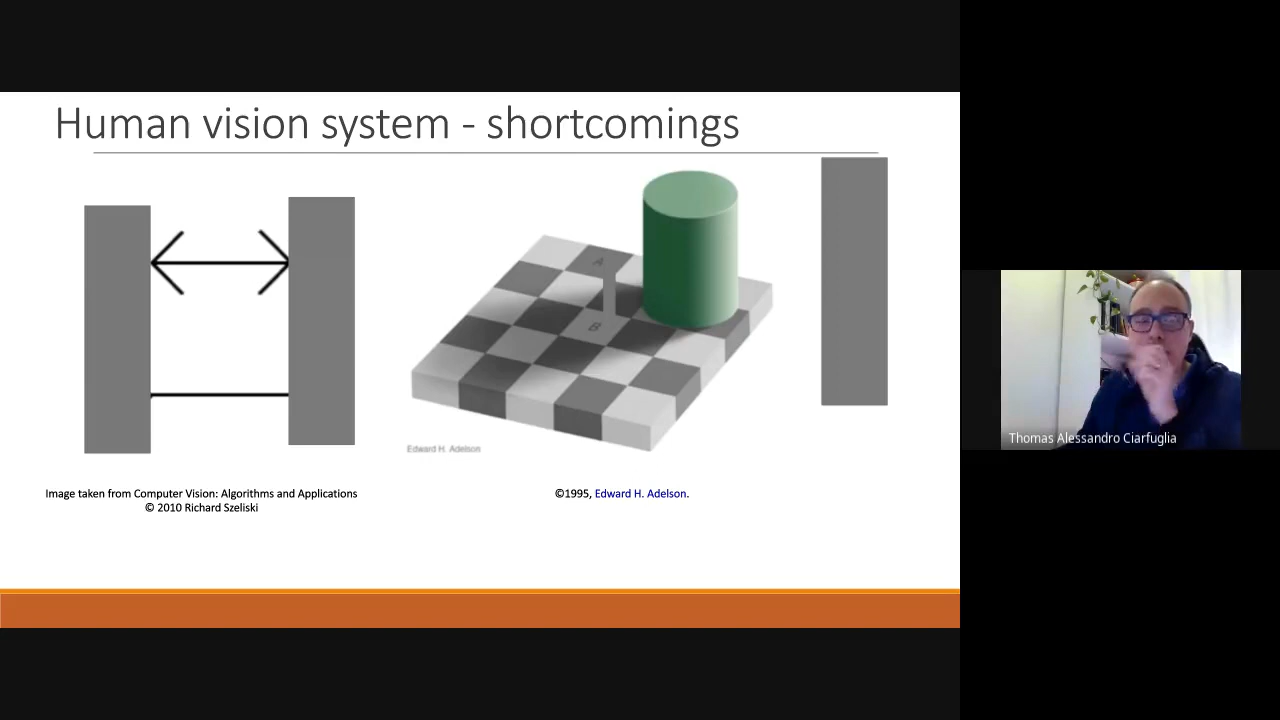 Human vision system - shortcomings
A
B
Edward H. Adelson
Image taken from Computer Vision: Algorithms and Applications
© 2010 Richard Szeliski
©1995, Edward H. Adelson.
Thomas Alessandro Ciarfuglia